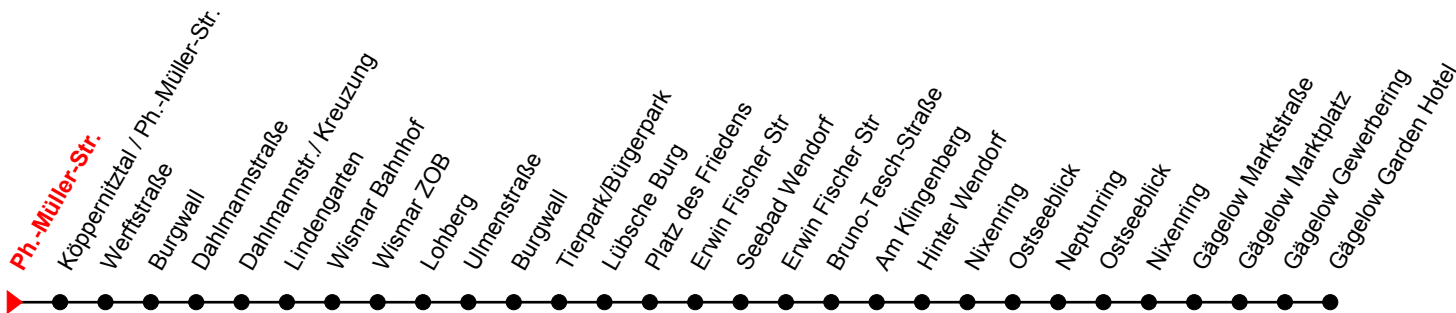 Ph.-Müller-Str.
Köppernitztal / Ph.-Müller-Str.
Werftstraße
Burgwall
Dahlmannstraße
Dahlmannstr./ Kreuzung
Lindengarten
Wismar Bahnhof
Wismar ZOB
Lohberg
Ulmenstraße
Burgwall
Tierpark/Bürgerpark
Lübsche Burg
Platz des Friedens
Erwin Fischer Str
Seebad Wendorf
Erwin Fischer Str
Bruno-Tesch-Straße
Am Klingenberg
Hinter Wendorf
Nixenring
Ostseeblick
Neptunring
Ostseeblick
Nixenring
Gägelow Marktstraße
Gägelow Marktplatz
Gägelow Gewerbering
Gägelow Garden Hotel